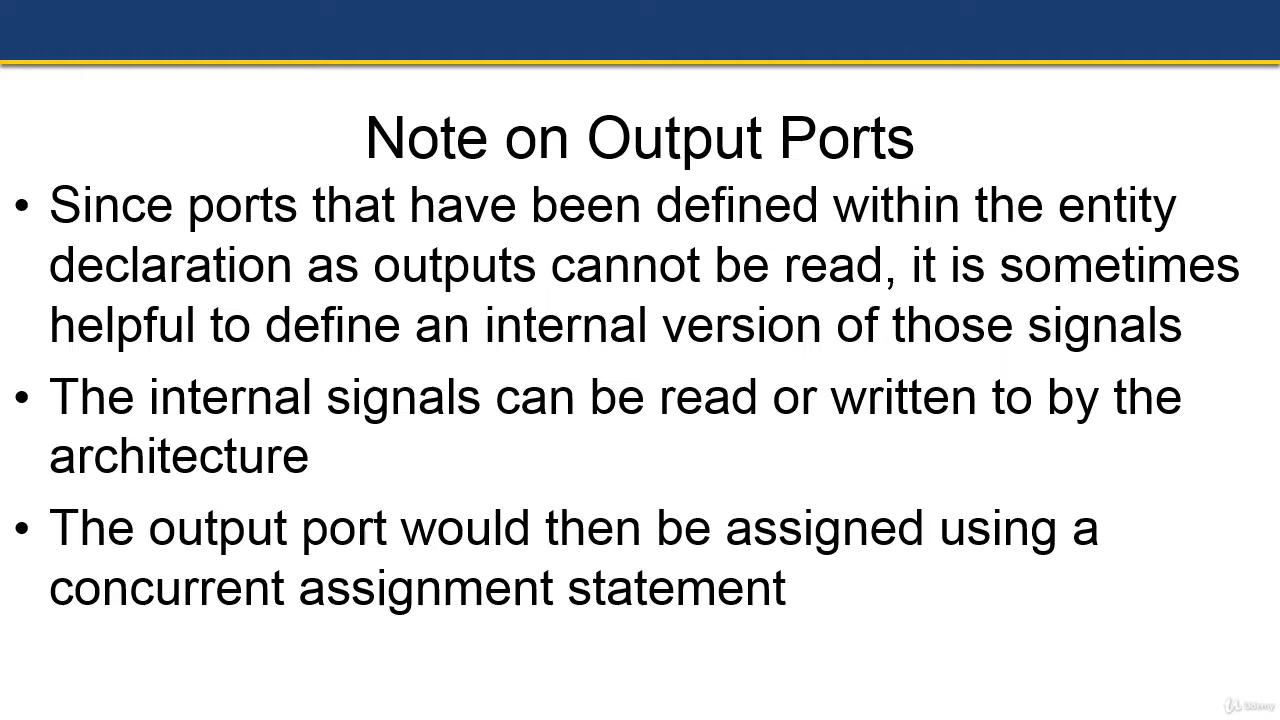 Note on Output Ports
• Since ports that have been defined within the entity
declaration as outputs cannot be read, it is sometimes
helpful to define an internal version of those signals
• The internal signals can be read or written to by the
architecture
• The output port would then be assigned using a
concurrent assignment statement
Udemy